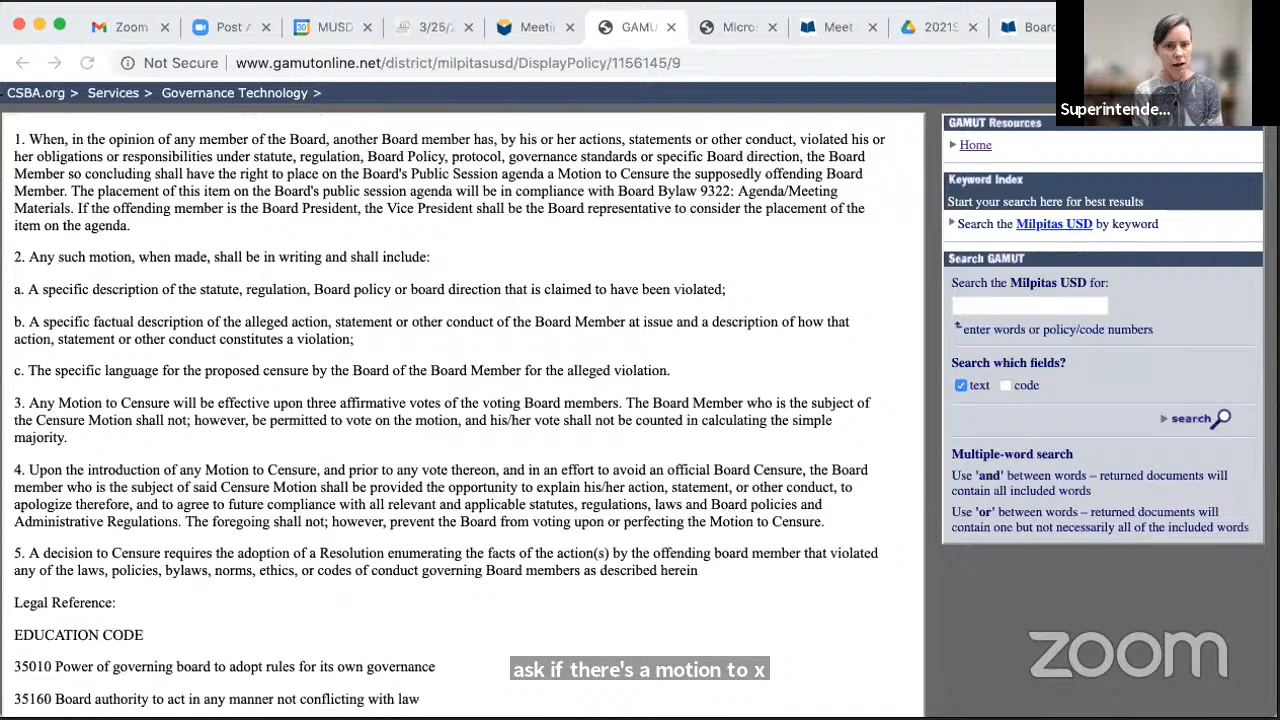 Zoom
Post A
MUSD
3/25/2
Meetin
GAMU
Micro
Meet
2021S
Board
Not Secure
www.gamutonline.net/district/milpitasusd/DisplayPolicy/1156145/9
CSBA.org > Services > Governance Technology >
Superintende...
1. When, in the opinion of any member of the Board, another Board member has, by his or her actions, statements or other conduct, violated his or
her obligations or responsibilities under statute, regulation, Board Policy, protocol, governance standards or specific Board direction, the Board
Member so concluding shall have the right to place on the Board's Public Session agenda a Motion to Censure the supposedly offending Board
Member. The placement of this item on the Board's public session agenda will be in compliance with Board Bylaw 9322: Agenda/Meeting
Materials. If the offending member is the Board President, the Vice President shall be the Board representative to consider the placement of the
item on the agenda.
2. Any such motion, when made, shall be in writing and shall include:
a. A specific description of the statute, regulation, Board policy or board direction that is claimed to have been violated;
b. A specific factual description of the alleged action, statement or other conduct of the Board Member at issue and a description of how that
action, statement or other conduct constitutes a violation;
c. The specific language for the proposed censure by the Board of the Board Member for the alleged violation.
3. Any Motion to Censure will be effective upon three affirmative votes of the voting Board members. The Board Member who is the subject of
the Censure Motion shall not; however, be permitted to vote on the motion, and his/her vote shall not be counted in calculating the simple
majority.
4. Upon the introduction of any Motion to Censure, and prior to any vote thereon, and in an effort to avoid an official Board Censure, the Board
member who is the subject of said Censure Motion shall be provided the opportunity to explain his/her action, statement, or other conduct, to
apologize therefore, and to agree to future compliance with all relevant and applicable statutes, regulations, laws and Board policies and
Administrative Regulations. The foregoing shall not; however, prevent the Board from voting upon or perfecting the Motion to Censure.
5. A decision to Censure requires the adoption of a Resolution enumerating the facts of the action(s) by the offending board member that violated
any of the laws, policies, bylaws, norms, ethics, or codes of conduct governing Board members as described herein
Legal Reference:
EDUCATION CODE
35010 Power of governing board to adopt rules for its own governance
35160 Board authority to act in any manner not conflicting with law
GAMUT Resources
Home
Keyword Index
Start your search here for best results
Search the Milpitas USD by keyword
Search GAMUT
Search the Milpitas USD for:
enter words or policy/code numbers
Search which fields?
text code
search
Multiple-word search
Use 'and' between words – returned documents will
contain all included words
Use 'or' between words – returned documents will
contain one but not necessarily all of the included words
ask if there's a motion to x
zoom